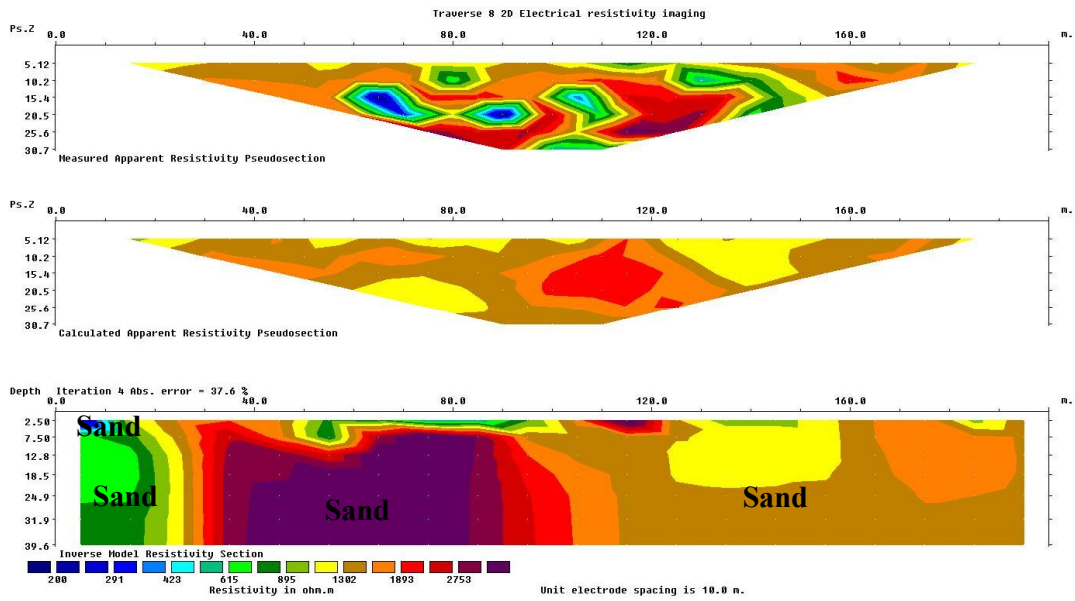 Traverse 8 2D Electrical resistivity imaging
Ps.Z 0.0 40.0 80.0 120.0 160.0 m.
5.12
10.2
15.4
20.5
25.6
30.7
Measured Apparent Resistivity Pseudosection
Ps.Z 0.0 40.0 80.0 120.0 160.0 m.
5.12
10.2
15.4
20.5
25.6
30.7
Calculated Apparent Resistivity Pseudosection
Depth Iteration 4 Abs. error = 37.6 %
0.0 40.0 80.0 120.0 160.0 m.
2.50 Sand
7.50
12.8
18.5
24.9 Sand Sand Sand
31.9
39.6
Inverse Model Resistivity Section
200 291 423 615 895 1302 1893 2753
Resistivity in ohm.m Unit electrode spacing is 10.0 m.